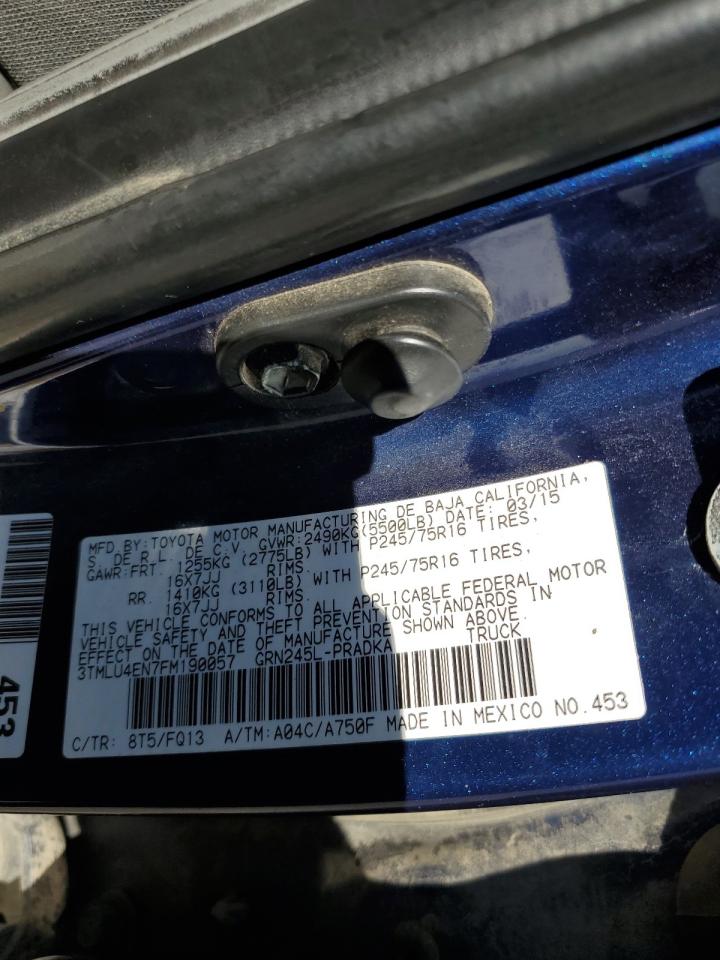 MFD.BY:TOYOTA MOTOR MANUFACTURING DE BAJA CALIFORNIA,
S. DE R.L. DE C.V. GVWR:2490KG(5500LB) DATE: 03/15
GAWR:FRT. 1255KG (2775LB) WITH P245/75R16 TIRES,
16X7JJ RIMS.
RR. 1410KG (3110LB) WITH P245/75R16 TIRES,
16X7JJ RIMS.
THIS VEHICLE CONFORMS TO ALL APPLICABLE FEDERAL MOTOR
VEHICLE SAFETY AND THEFT PREVENTION STANDARDS IN
EFFECT ON THE DATE OF MANUFACTURE SHOWN ABOVE.
3TMLU4EN7FM190057 GRN245L-PRADKA TRUCK
C/TR: 8T5/FQ13 A/TM:A04C/A750F MADE IN MEXICO NO.453
453